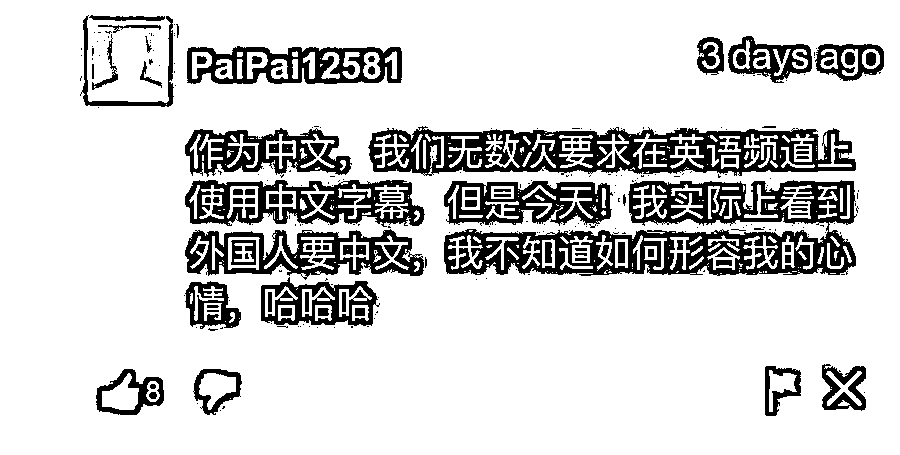 PaiPai12581
3 days ago
作为中文，我们无数次要求在英语频道上
使用中文字幕，但是今天！我实际上看到
外国人要中文，我不知道如何形容我的心
情，哈哈哈
8